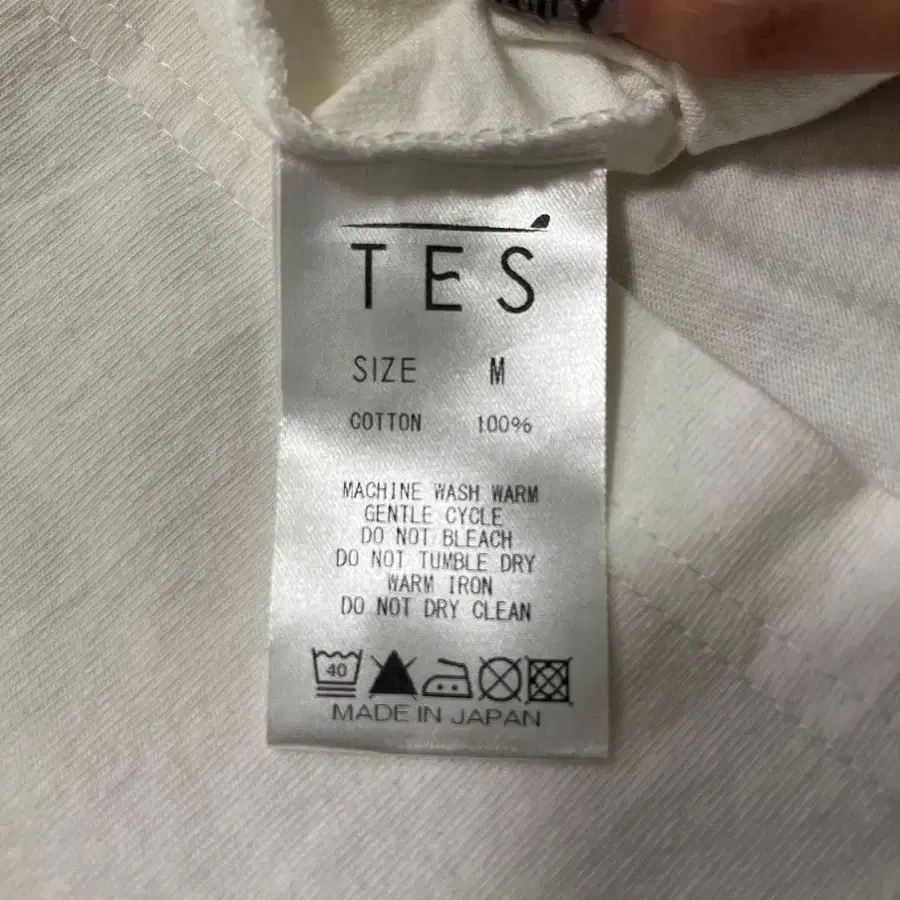 TES
SIZE M
COTTON 100%
MACHINE WASH WARM
GENTLE CYCLE
DO NOT BLEACH
DO NOT TUMBLE DRY
WARM IRON
DO NOT DRY CLEAN
40
MADE IN JAPAN